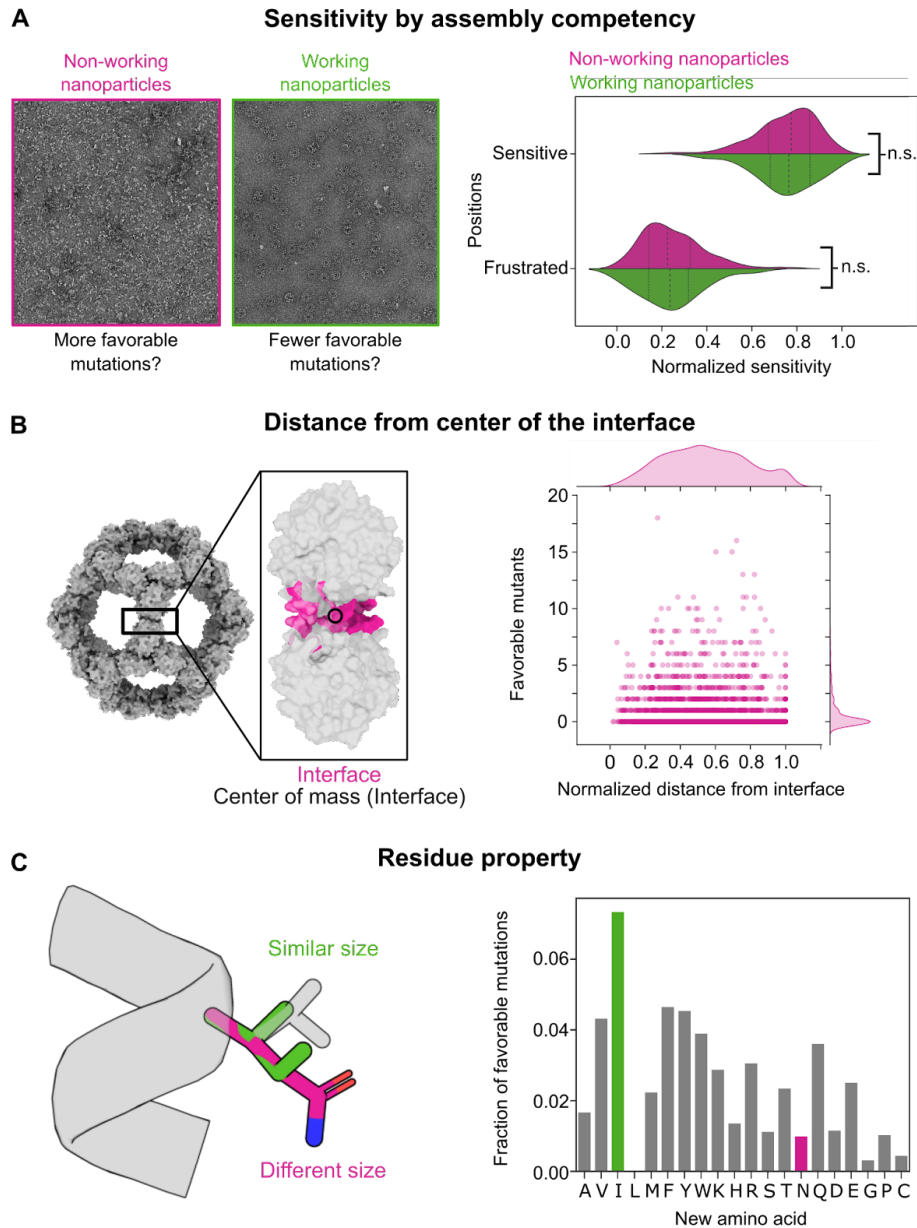 A
Sensitivity by assembly competency
Non-working
nanoparticles
Working
nanoparticles
More favorable
mutations?
Fewer favorable
mutations?
Non-working nanoparticles
Working nanoparticles
Positions
Sensitive
n.s.
Frustrated
n.s.
0.0 0.2 0.4 0.6 0.8 1.0
Normalized sensitivity
B
Distance from center of the interface
Interface
Center of mass (Interface)
Favorable mutants
20
15
10
5
0
0 0.2 0.4 0.6 0.8 1.0
Normalized distance from interface
C
Residue property
Similar size
Different size
Fraction of favorable mutations
0.06
0.04
0.02
0.00
A V I L M F Y W K H R S T N Q D E G P C
New amino acid